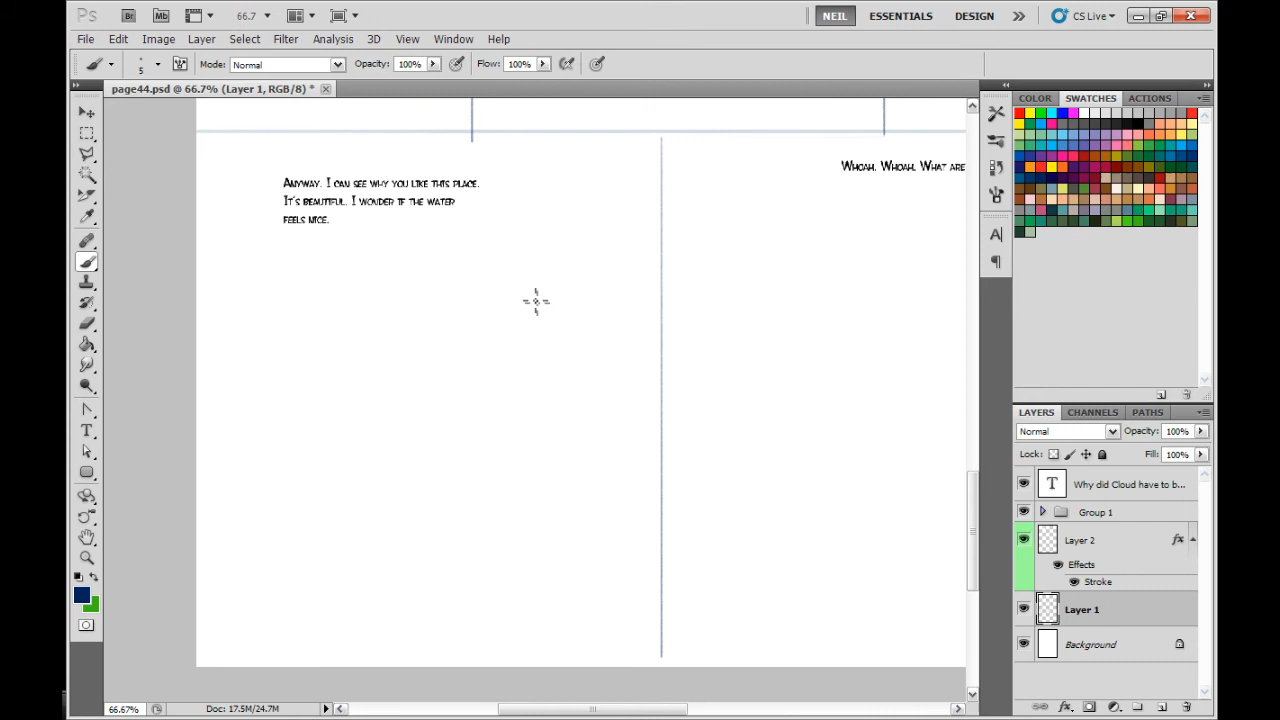 Ps Br Mb 66.7 NEIL ESSENTIALS DESIGN CS Live
File Edit Image Layer Select Filter Analysis 3D View Window Help
5 Mode: Normal Opacity: 100% Flow: 100%
page44.psd @ 66.7% (Layer 1, RGB/8) *
COLOR SWATCHES ACTIONS
Whoah. Whoah. What are
Anyway. I can see why you like this place.
It's beautiful. I wonder if the water
feels nice.
LAYERS CHANNELS PATHS
Normal Opacity: 100%
Lock: Fill: 100%
T Why did Cloud have to b...
Group 1
Layer 2 fx
Effects
Stroke
Layer 1
Background
66.67% Doc: 17.5M/24.7M